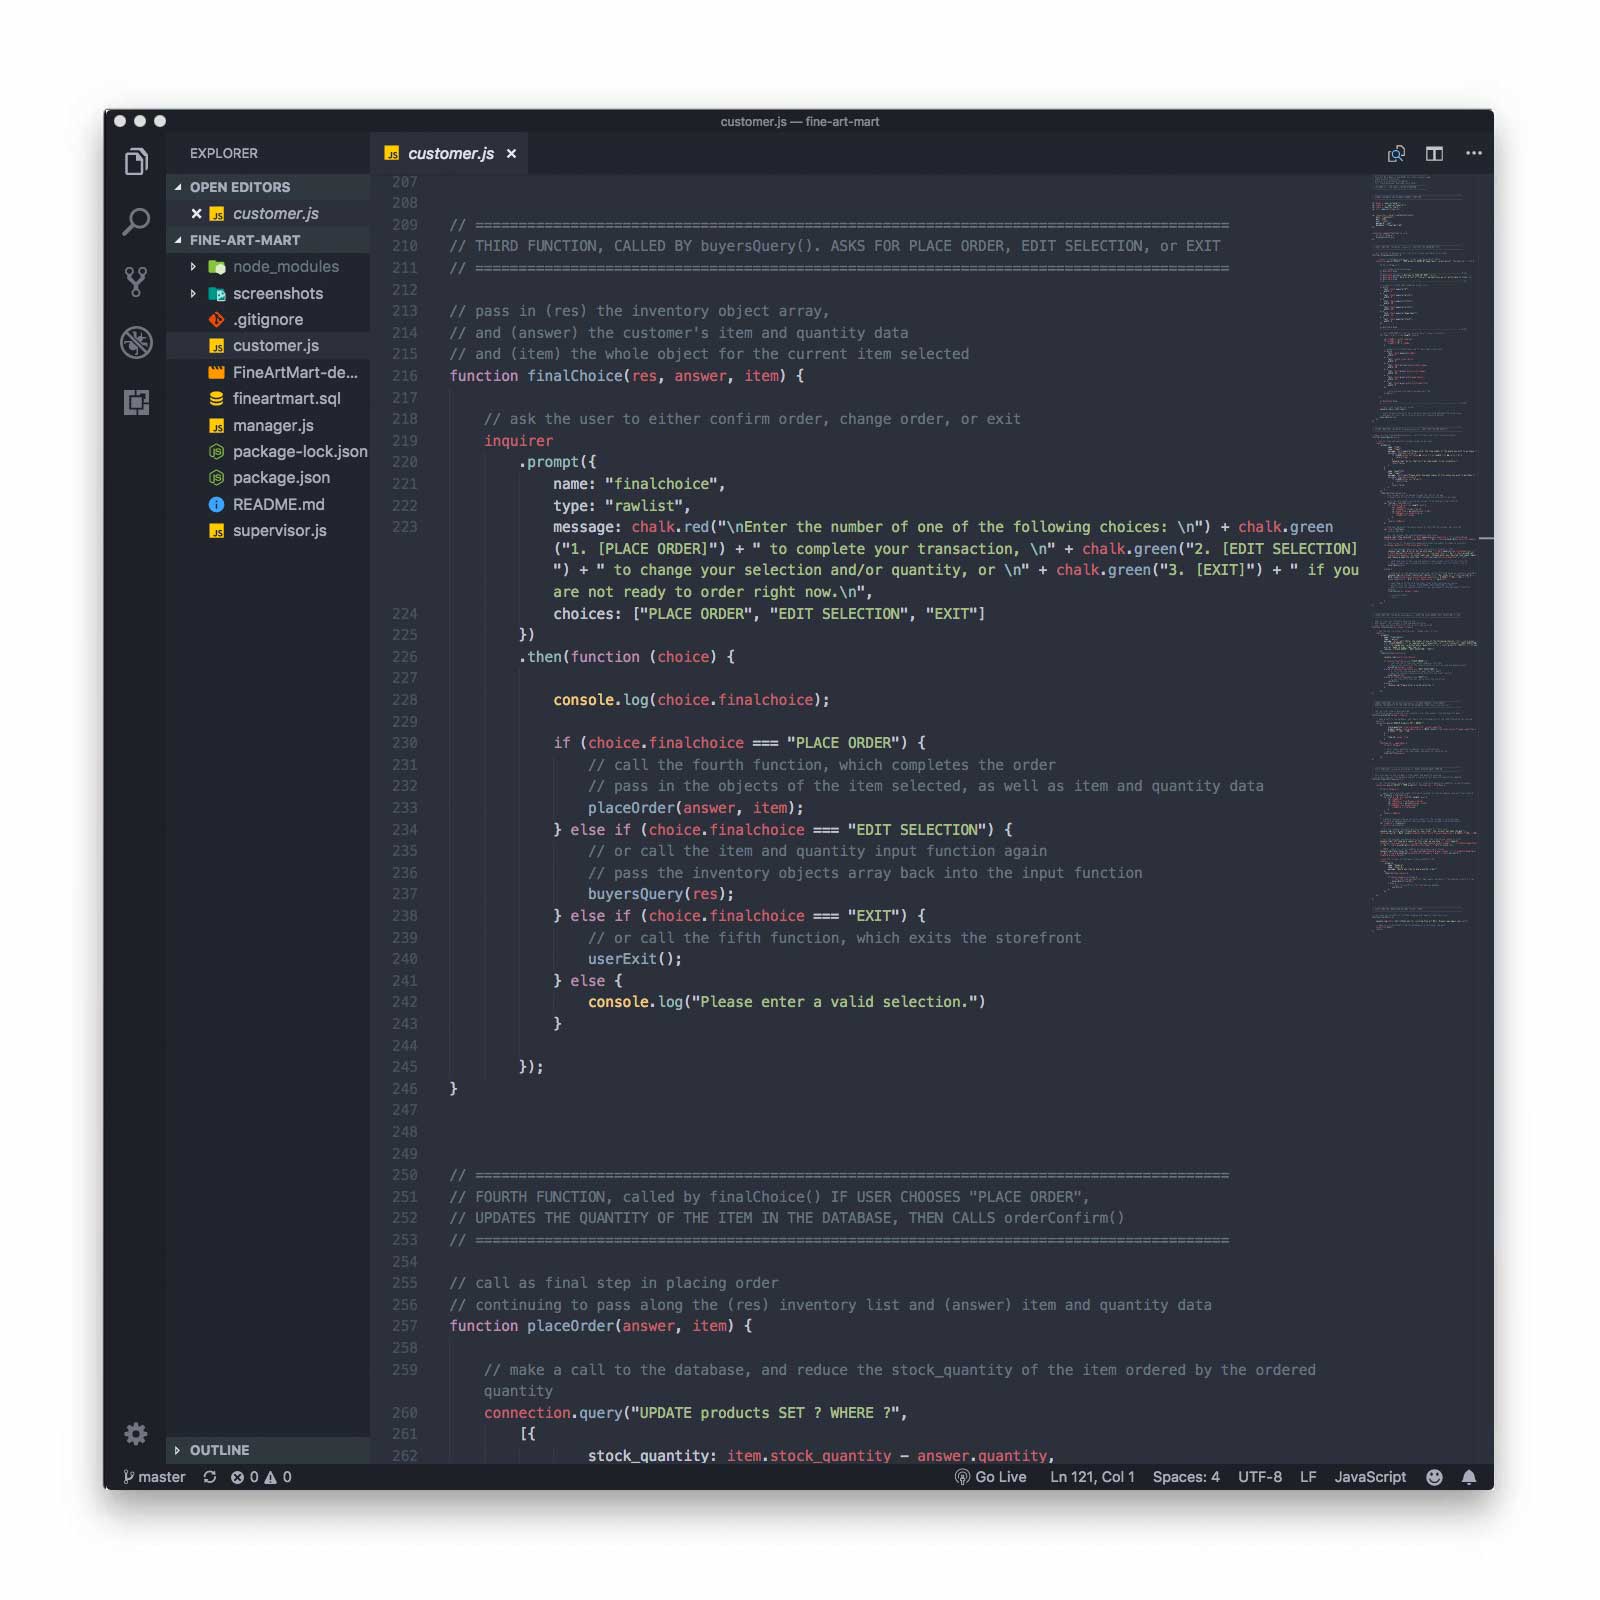 customer.js — fine-art-mart
EXPLORER
OPEN EDITORS
customer.js
FINE-ART-MART
node_modules
screenshots
.gitignore
customer.js
FineArtMart-de...
fineartmart.sql
manager.js
package-lock.json
package.json
README.md
supervisor.js
OUTLINE
customer.js
207
208
209 // =======================================================================================
210 // THIRD FUNCTION, CALLED BY buyersQuery(). ASKS FOR PLACE ORDER, EDIT SELECTION, or EXIT
211 // =======================================================================================
212
213 // pass in (res) the inventory object array,
214 // and (answer) the customer's item and quantity data
215 // and (item) the whole object for the current item selected
216 function finalChoice(res, answer, item) {
217
218 // ask the user to either confirm order, change order, or exit
219 inquirer
220 .prompt({
221 name: "finalchoice",
222 type: "rawlist",
223 message: chalk.red("\nEnter the number of one of the following choices: \n") + chalk.green
("1. [PLACE ORDER]") + " to complete your transaction, \n" + chalk.green("2. [EDIT SELECTION]
") + " to change your selection and/or quantity, or \n" + chalk.green("3. [EXIT]") + " if you
are not ready to order right now.\n",
224 choices: ["PLACE ORDER", "EDIT SELECTION", "EXIT"]
225 })
226 .then(function (choice) {
227
228 console.log(choice.finalchoice);
229
230 if (choice.finalchoice === "PLACE ORDER") {
231 // call the fourth function, which completes the order
232 // pass in the objects of the item selected, as well as item and quantity data
233 placeOrder(answer, item);
234 } else if (choice.finalchoice === "EDIT SELECTION") {
235 // or call the item and quantity input function again
236 // pass the inventory objects array back into the input function
237 buyersQuery(res);
238 } else if (choice.finalchoice === "EXIT") {
239 // or call the fifth function, which exits the storefront
240 userExit();
241 } else {
242 console.log("Please enter a valid selection.")
243 }
244
245 });
246 }
247
248
249
250 // =======================================================================================
251 // FOURTH FUNCTION, called by finalChoice() IF USER CHOOSES "PLACE ORDER",
252 // UPDATES THE QUANTITY OF THE ITEM IN THE DATABASE, THEN CALLS orderConfirm()
253 // =======================================================================================
254
255 // call as final step in placing order
256 // continuing to pass along the (res) inventory list and (answer) item and quantity data
257 function placeOrder(answer, item) {
258
259 // make a call to the database, and reduce the stock_quantity of the item ordered by the ordered
quantity
260 connection.query("UPDATE products SET ? WHERE ?",
261 [{
262 stock_quantity: item.stock_quantity - answer.quantity,
master 0 0 Go Live Ln 121, Col 1 Spaces: 4 UTF-8 LF JavaScript